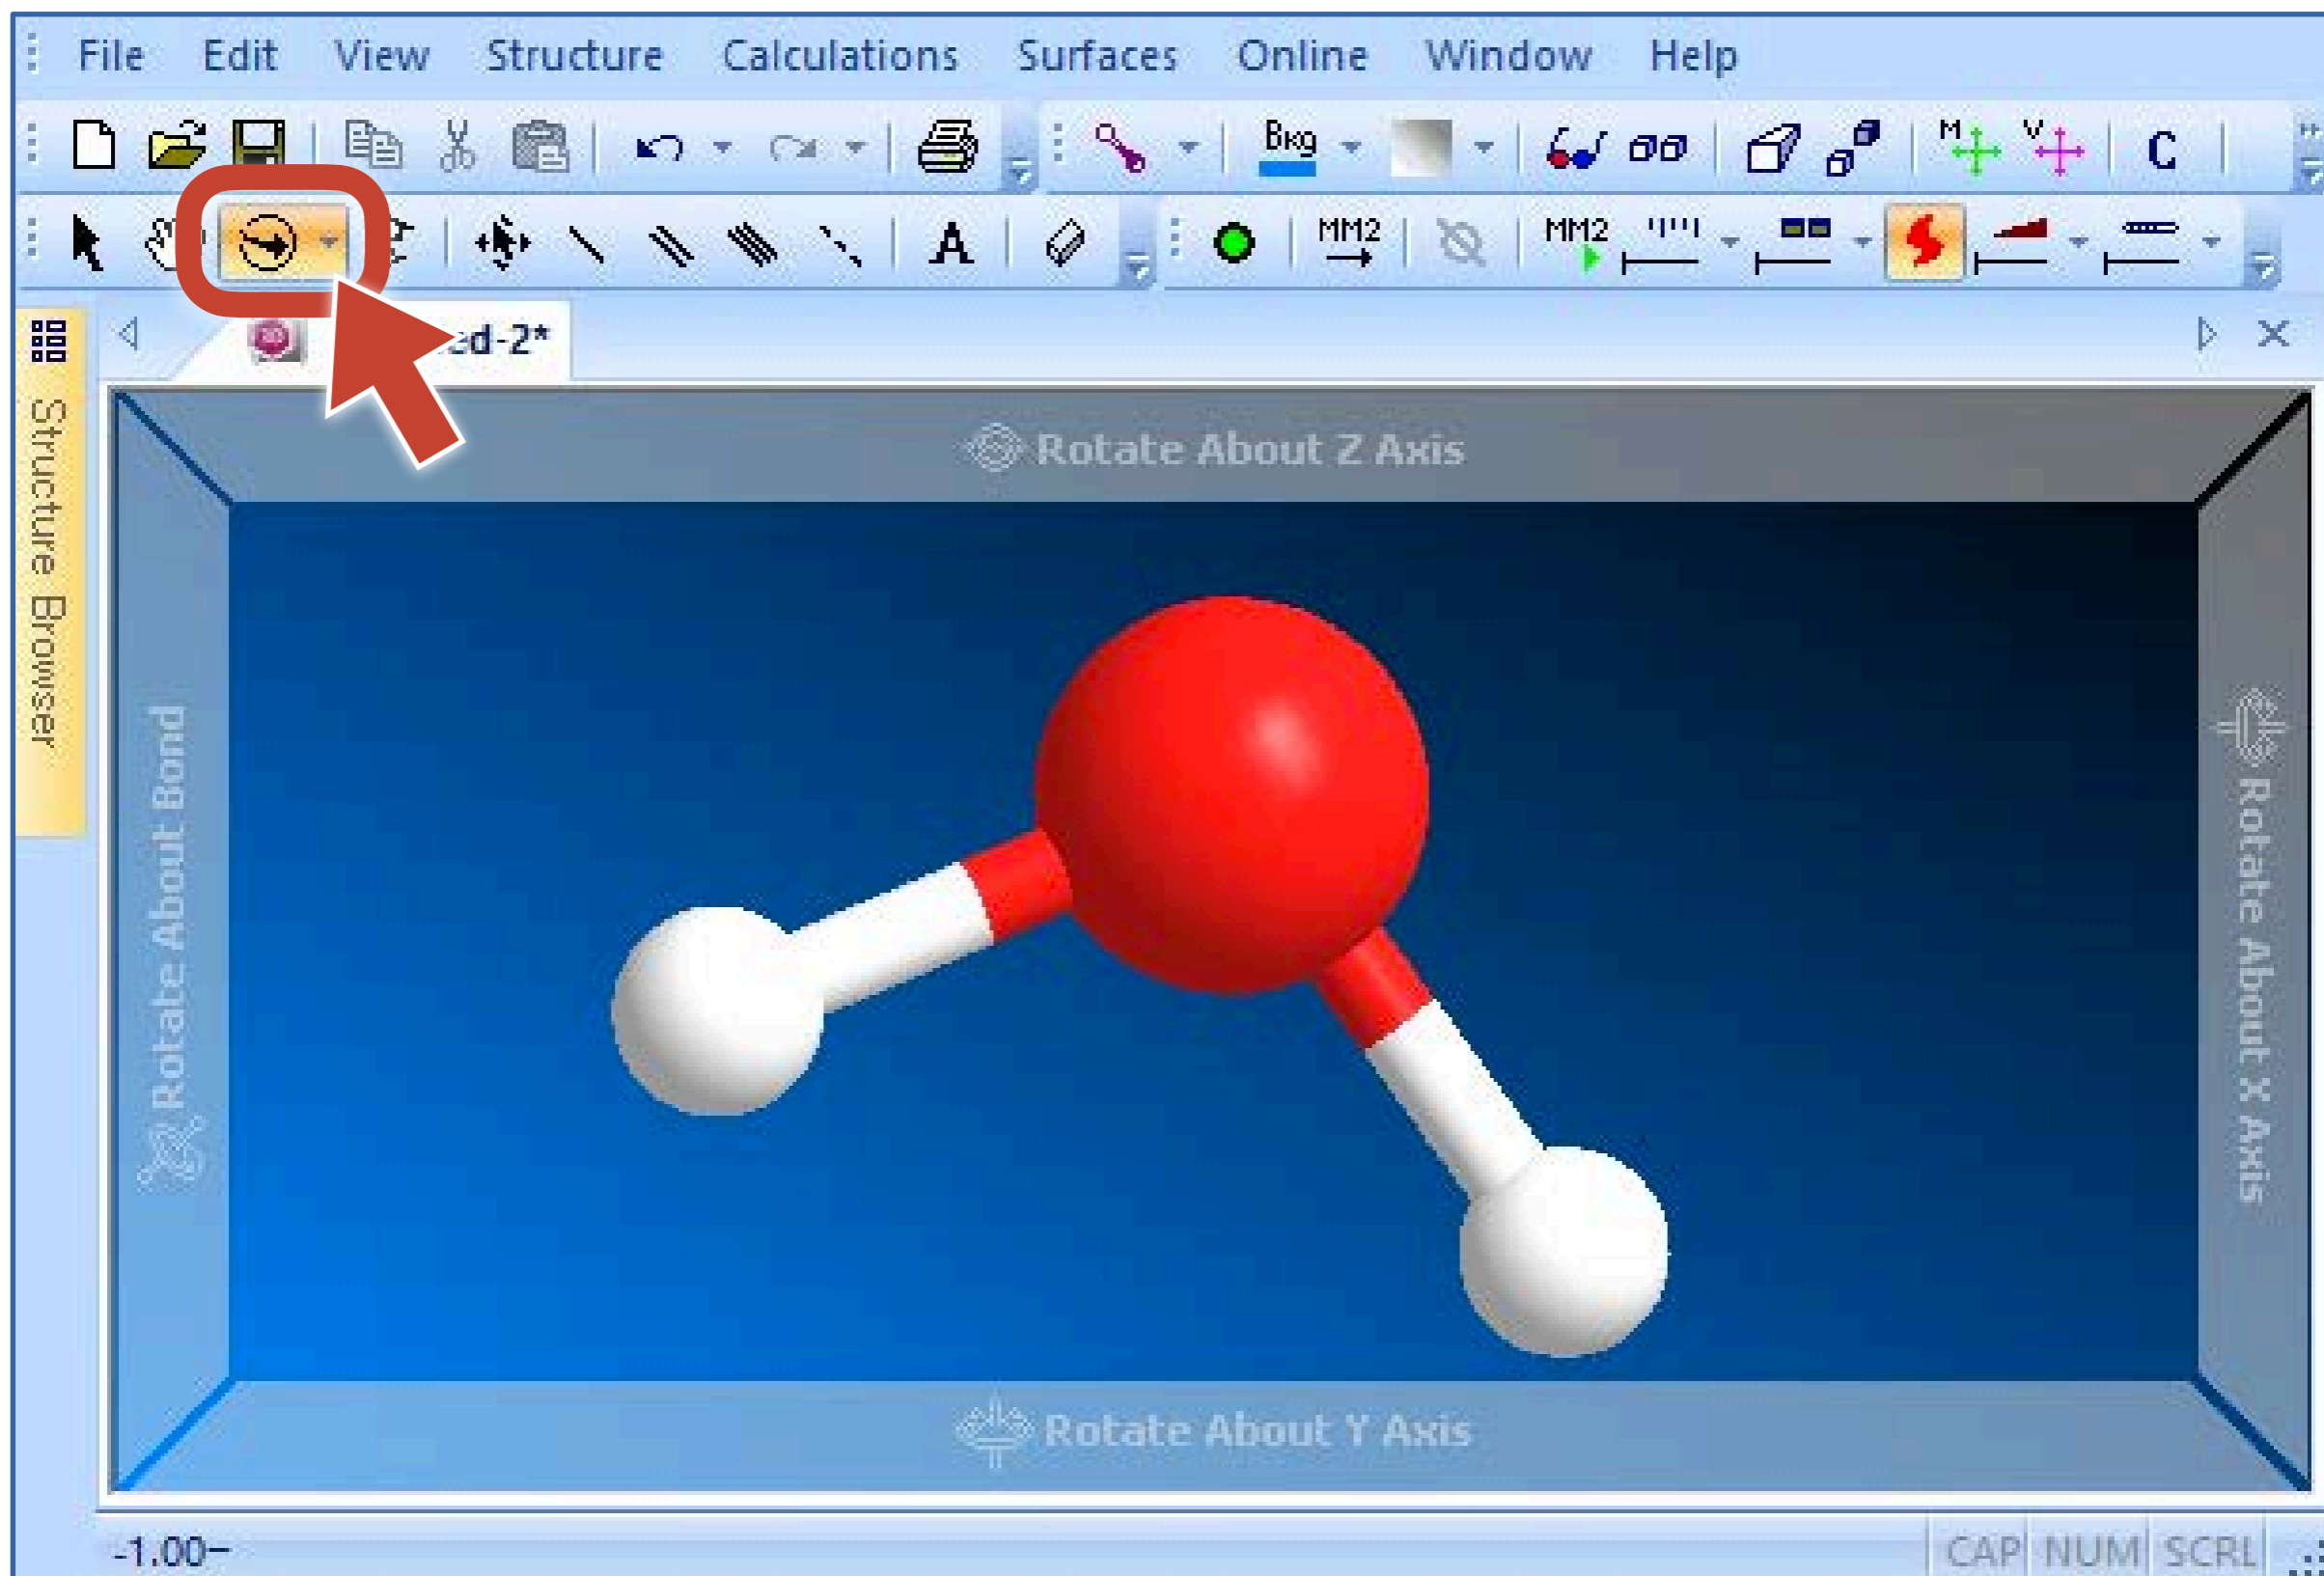 File Edit View Structure Calculations Surfaces Online Window Help
Bkg M V C
A MM2 MM2
ed-2*
Structure Browser
Rotate About Z Axis
Rotate About Bond
Rotate About X Axis
Rotate About Y Axis
-1.00
CAP NUM SCRL